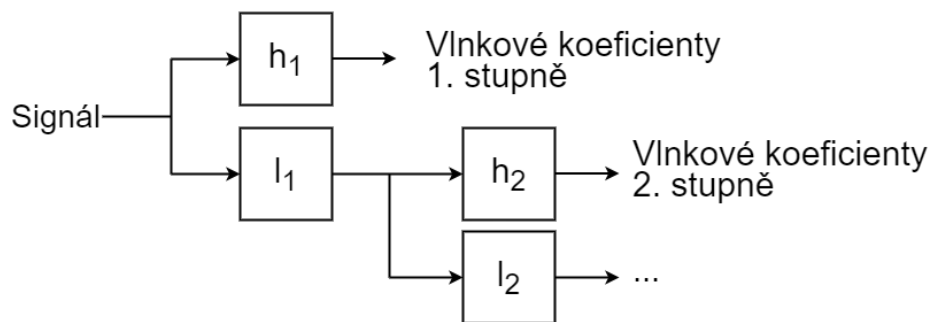 h₁
Vlnkové koeficienty
1. stupně
Signál
l₁
h₂
Vlnkové koeficienty
2. stupně
l₂
...